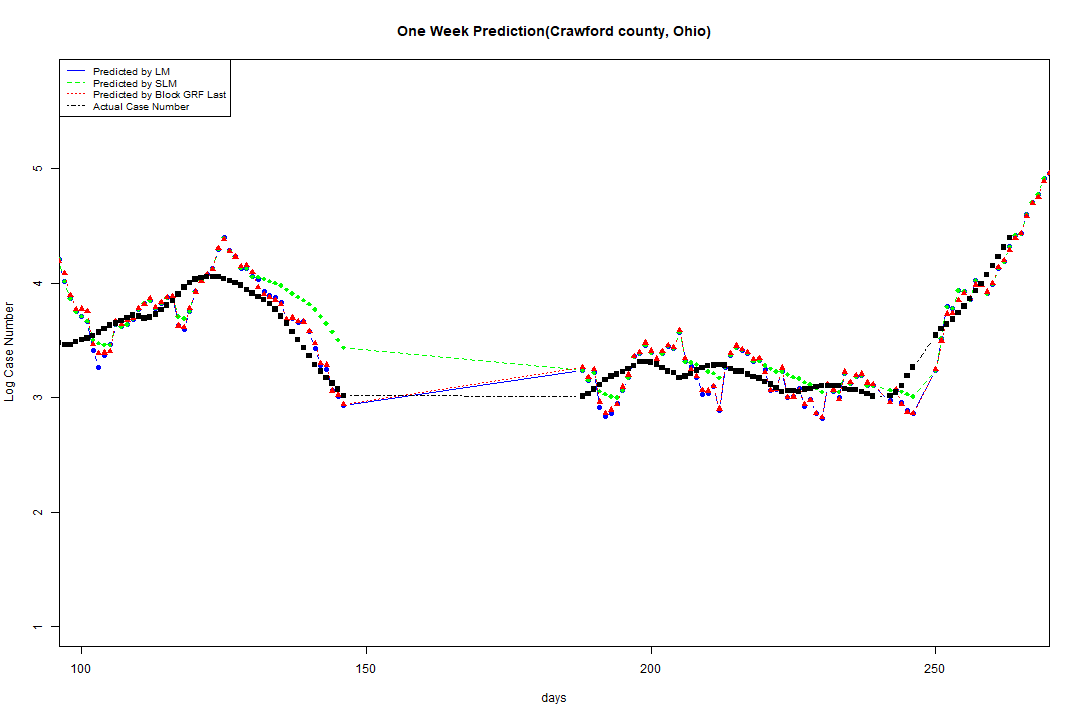 One Week Prediction(Crawford county, Ohio)
Predicted by LM
Predicted by SLM
Predicted by Block GRF Last
Actual Case Number
5
4
3
2
1
Log Case Number
100 150 200 250
days